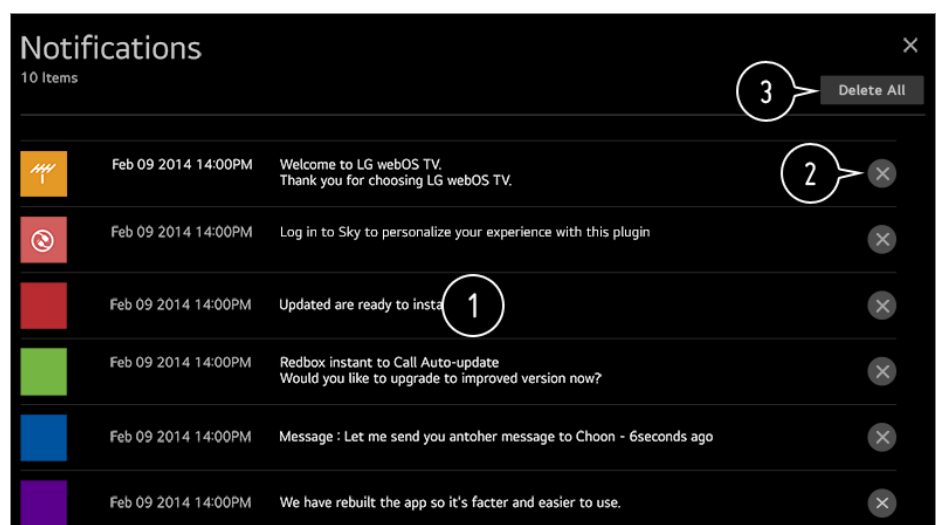 Notifications
10 Items
3
Delete All
Feb 09 2014 14:00PM
Welcome to LG webOS TV.
Thank you for choosing LG webOS TV.
2
Feb 09 2014 14:00PM
Log in to Sky to personalize your experience with this plugin
Feb 09 2014 14:00PM
Updated are ready to insta
1
Feb 09 2014 14:00PM
Redbox instant to Call Auto-update
Would you like to upgrade to improved version now?
Feb 09 2014 14:00PM
Message : Let me send you antoher message to Choon - 6seconds ago
Feb 09 2014 14:00PM
We have rebuilt the app so it's facter and easier to use.